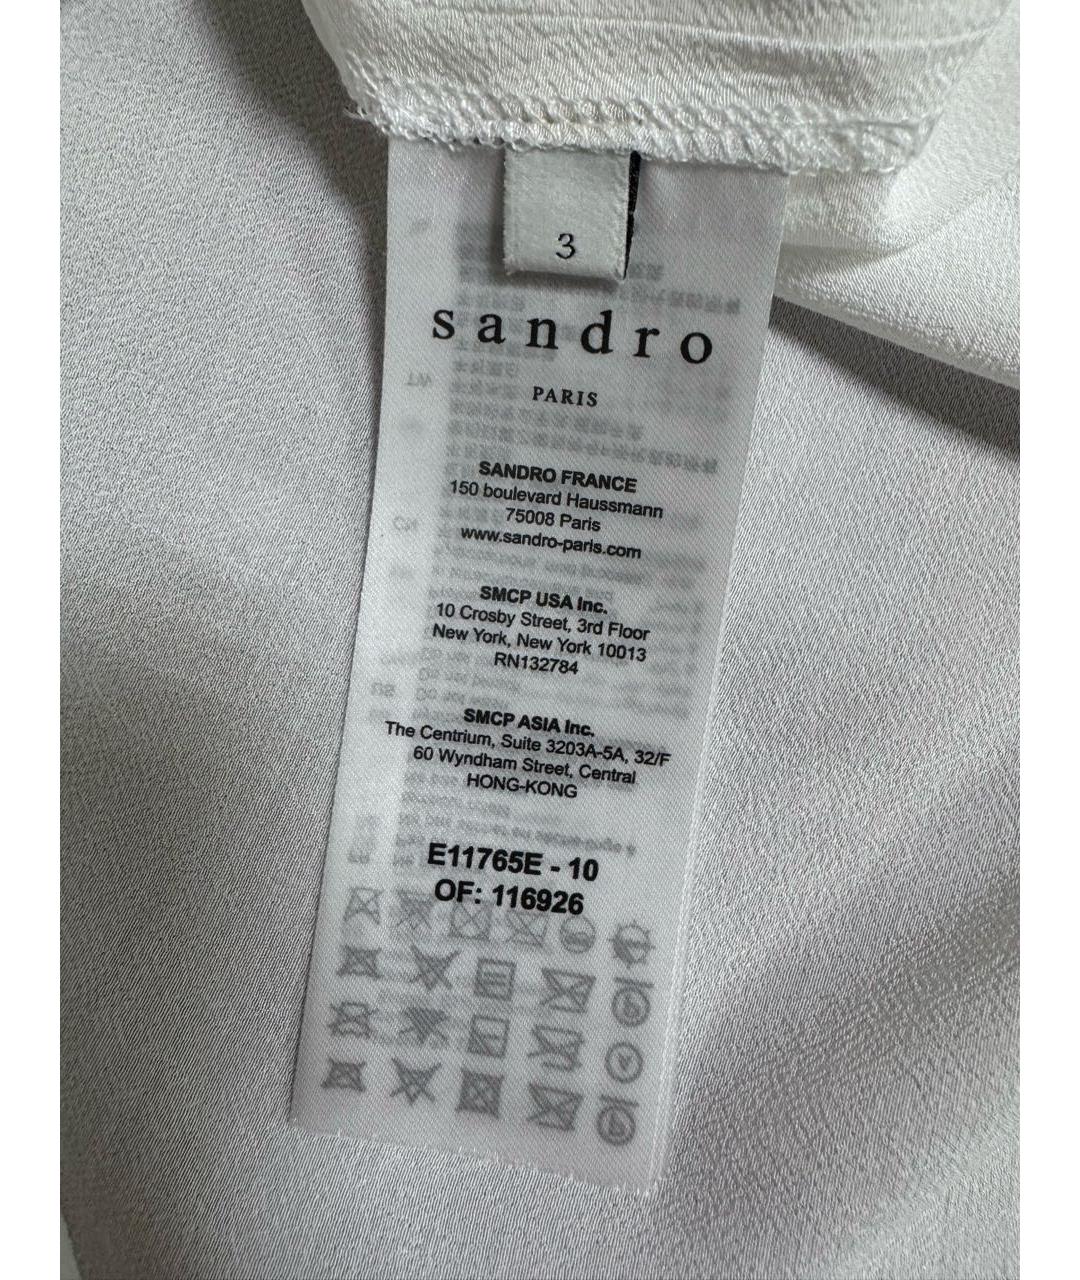 3
sandro
PARIS
SANDRO FRANCE
150 boulevard Haussmann
75008 Paris
www.sandro-paris.com
SMCP USA Inc.
10 Crosby Street, 3rd Floor
New York, New York 10013
RN132784
SMCP ASIA Inc.
The Centrium, Suite 3203A-5A, 32/F
60 Wyndham Street, Central
HONG-KONG
E11765E - 10
OF: 116926